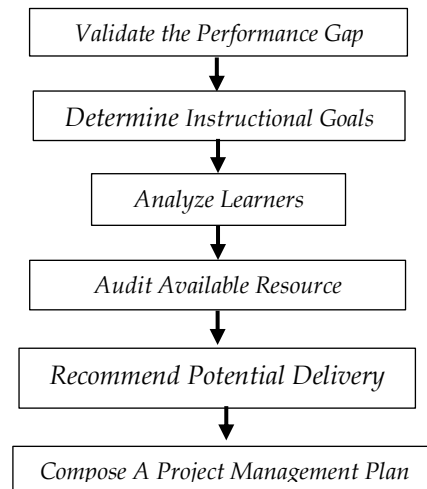 Validate the Performance Gap
Determine Instructional Goals
Analyze Learners
Audit Available Resource
Recommend Potential Delivery
Compose A Project Management Plan